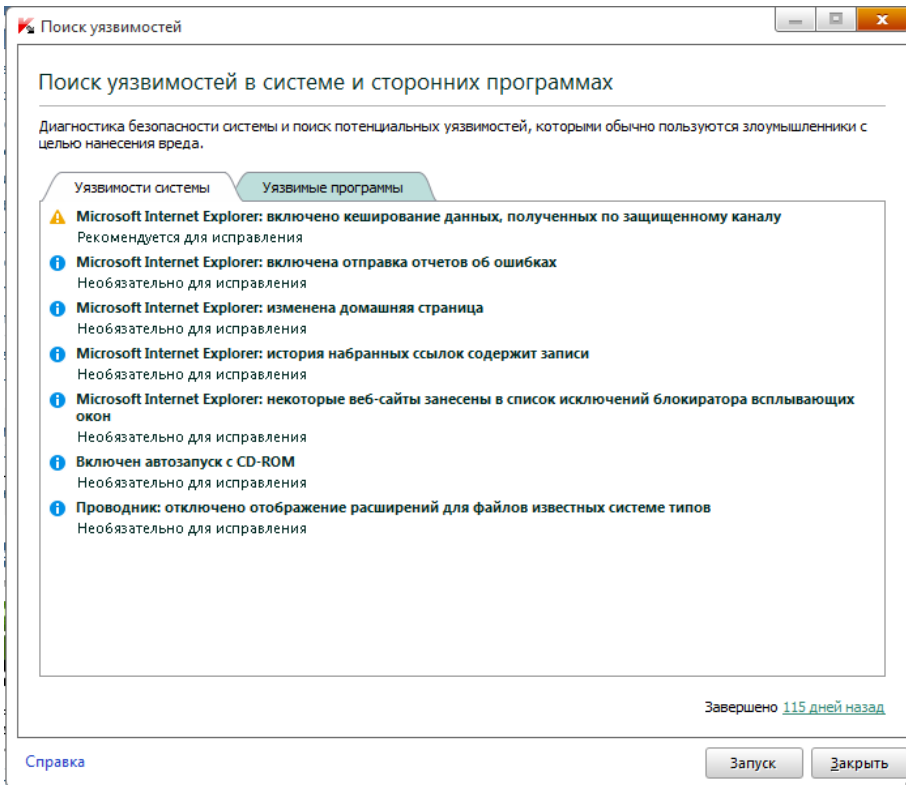 Поиск уязвимостей
Поиск уязвимостей в системе и сторонних программах
Диагностика безопасности системы и поиск потенциальных уязвимостей, которыми обычно пользуются злоумышленники с
целью нанесения вреда.
Уязвимости системы Уязвимые программы
Microsoft Internet Explorer: включено кеширование данных, полученных по защищенному каналу
Рекомендуется для исправления
Microsoft Internet Explorer: включена отправка отчетов об ошибках
Необязательно для исправления
Microsoft Internet Explorer: изменена домашняя страница
Необязательно для исправления
Microsoft Internet Explorer: история набранных ссылок содержит записи
Необязательно для исправления
Microsoft Internet Explorer: некоторые веб-сайты занесены в список исключений блокиратора всплывающих
окон
Необязательно для исправления
Включен автозапуск с CD-ROM
Необязательно для исправления
Проводник: отключено отображение расширений для файлов известных системе типов
Необязательно для исправления
Завершено 115 дней назад
Справка Запуск Закрыть